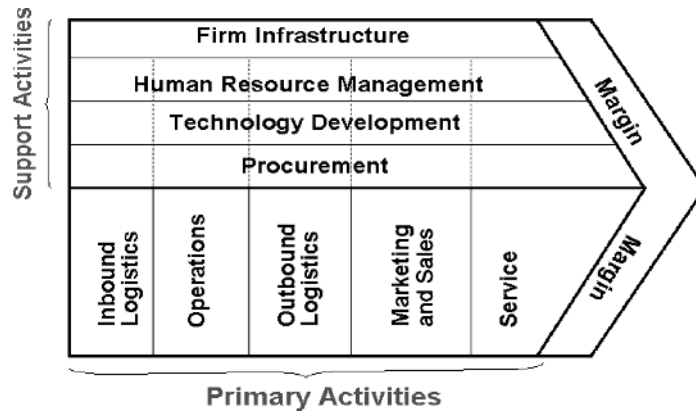 Support Activities
Firm Infrastructure
Human Resource Management
Technology Development
Procurement
Margin
Inbound
Logistics
Operations
Outbound
Logistics
Marketing
and Sales
Service
Margin
Primary Activities